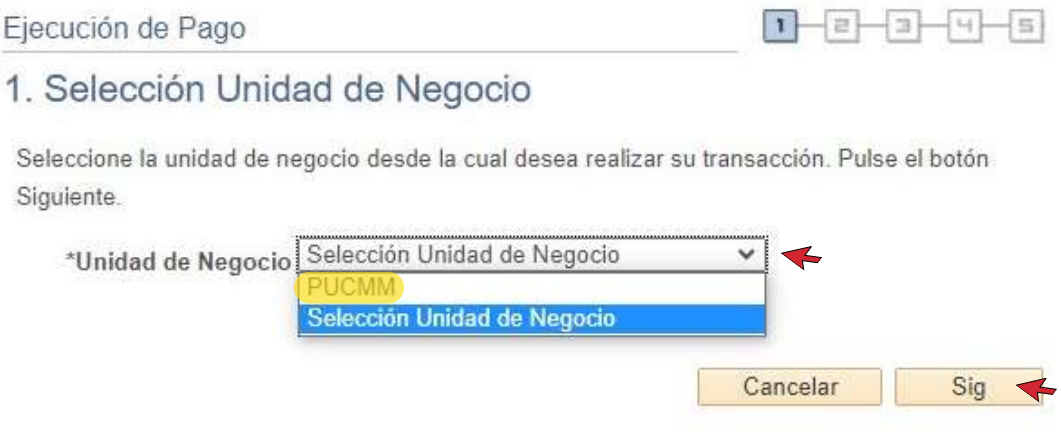 Ejecución de Pago
1 2 3 4 5
1. Selección Unidad de Negocio
Seleccione la unidad de negocio desde la cual desea realizar su transacción. Pulse el botón
Siguiente.
*Unidad de Negocio Selección Unidad de Negocio
PUCMM
Selección Unidad de Negocio
Cancelar Sig